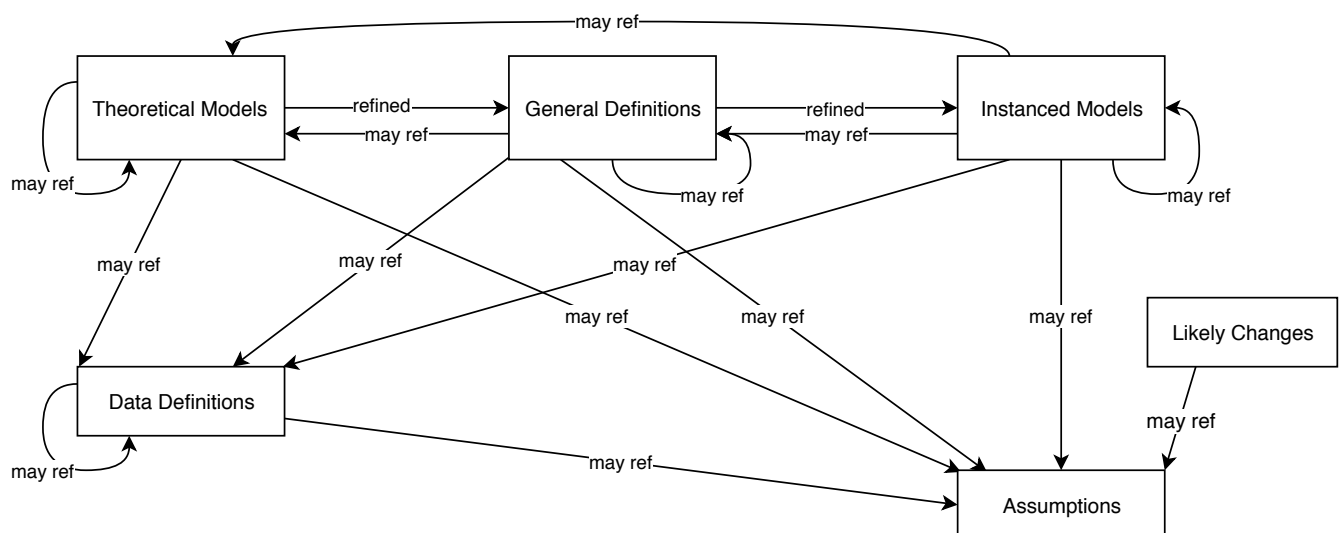 may ref
Theoretical Models
refined
General Definitions
refined
Instanced Models
may ref
may ref
may ref
may ref
may ref
may ref
may ref
may ref
may ref
may ref
may ref
Likely Changes
Data Definitions
may ref
may ref
may ref
Assumptions